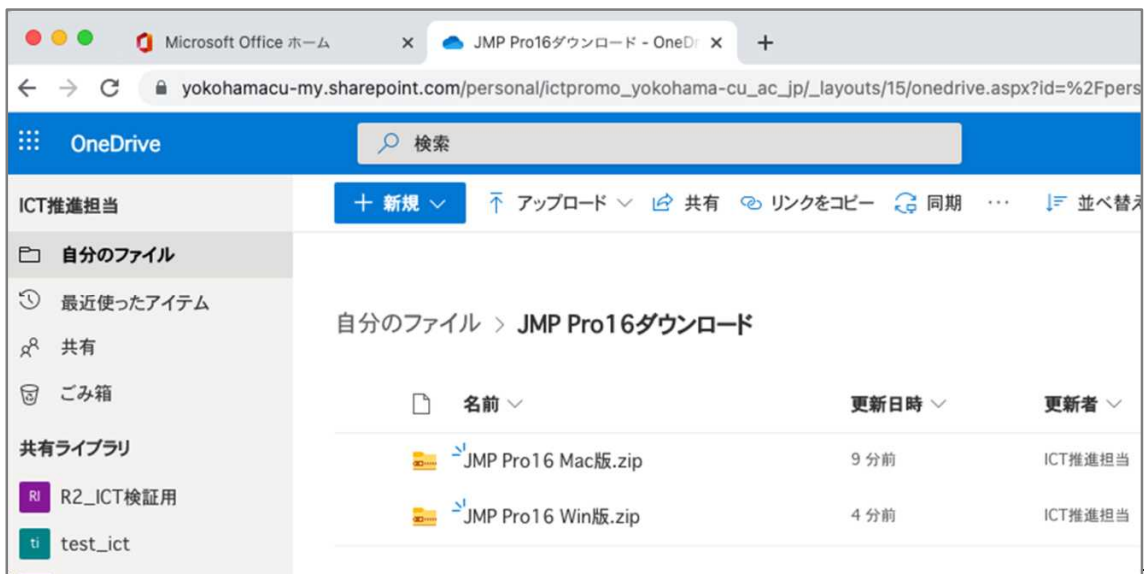 Microsoft Office ホーム
JMP Pro16ダウンロード - OneDr
yokohamacu-my.sharepoint.com/personal/ictpromo_yokohama-cu_ac_jp/_layouts/15/onedrive.aspx?id=%2Fpers
OneDrive
検索
ICT推進担当
新規
アップロード
共有
リンクをコピー
同期
並べ替え
自分のファイル
最近使ったアイテム
共有
ごみ箱
共有ライブラリ
RI R2_ICT検証用
ti test_ict
自分のファイル > JMP Pro16ダウンロード
名前 更新日時 更新者
JMP Pro16 Mac版.zip 9 分前 ICT推進担当
JMP Pro16 Win版.zip 4 分前 ICT推進担当